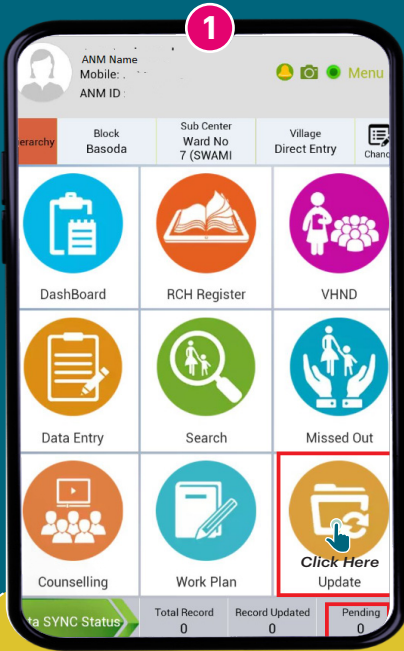 1
ANM Name
Mobile:
Menu
ANM ID :
erarchy
Block
Basoda
Sub Center
Ward No
7 (SWAMI
Village
Direct Entry
Chanc
DashBoard
RCH Register
VHND
Data Entry
Search
Missed Out
Click Here
Counselling
Work Plan
Update
ta SYNC Status
Total Record
0
Record Updated
0
Pending
0